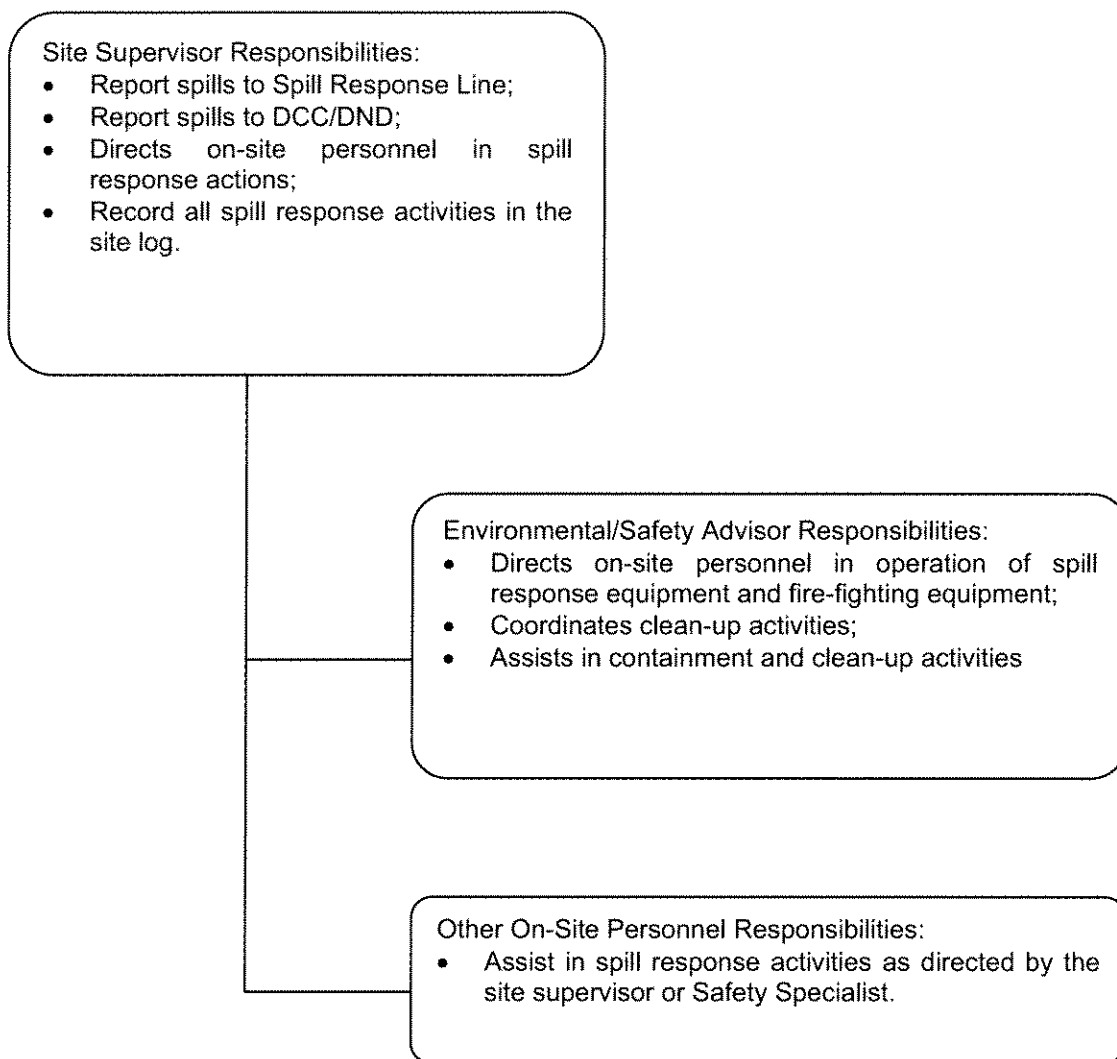 Site Supervisor Responsibilities:
• Report spills to Spill Response Line;
• Report spills to DCC/DND;
• Directs on-site personnel in spill
response actions;
• Record all spill response activities in the
site log.
Environmental/Safety Advisor Responsibilities:
• Directs on-site personnel in operation of spill
response equipment and fire-fighting equipment;
• Coordinates clean-up activities;
• Assists in containment and clean-up activities
Other On-Site Personnel Responsibilities:
• Assist in spill response activities as directed by the
site supervisor or Safety Specialist.